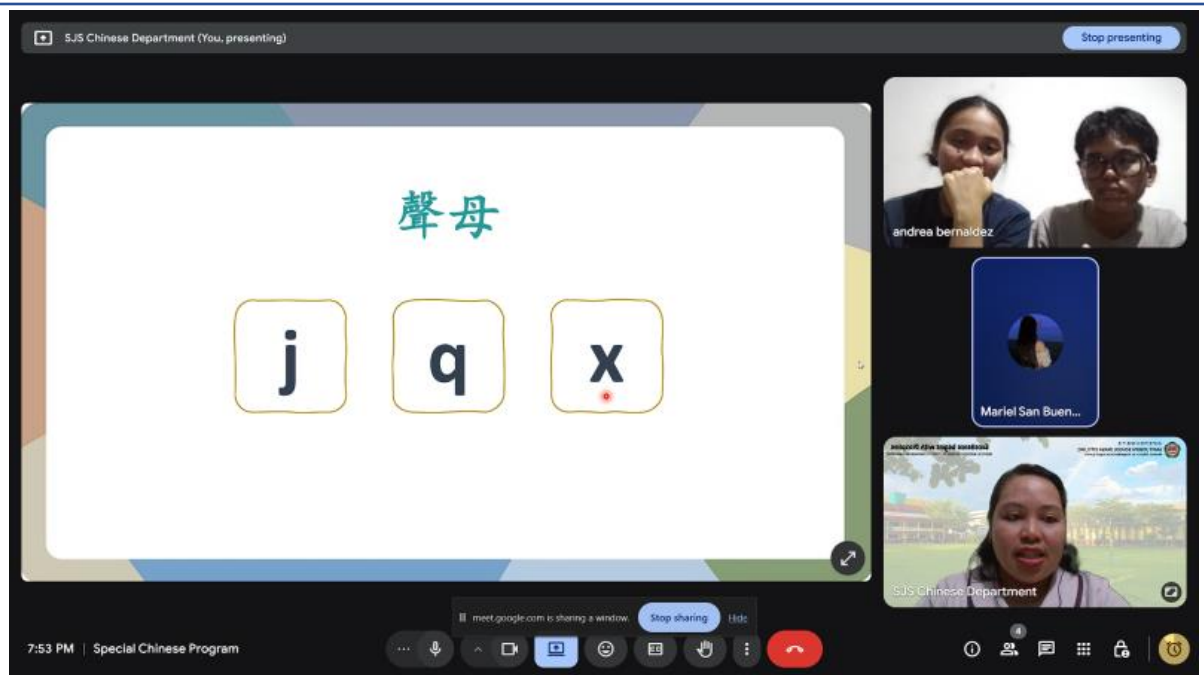 SJS Chinese Department (You, presenting)
Stop presenting
聲母
j q x
andrea bernaldez
Mariel San Buen...
SJS Chinese Department
meet.google.com is sharing a window.
Stop sharing
Hide
7:53 PM | Special Chinese Program
4